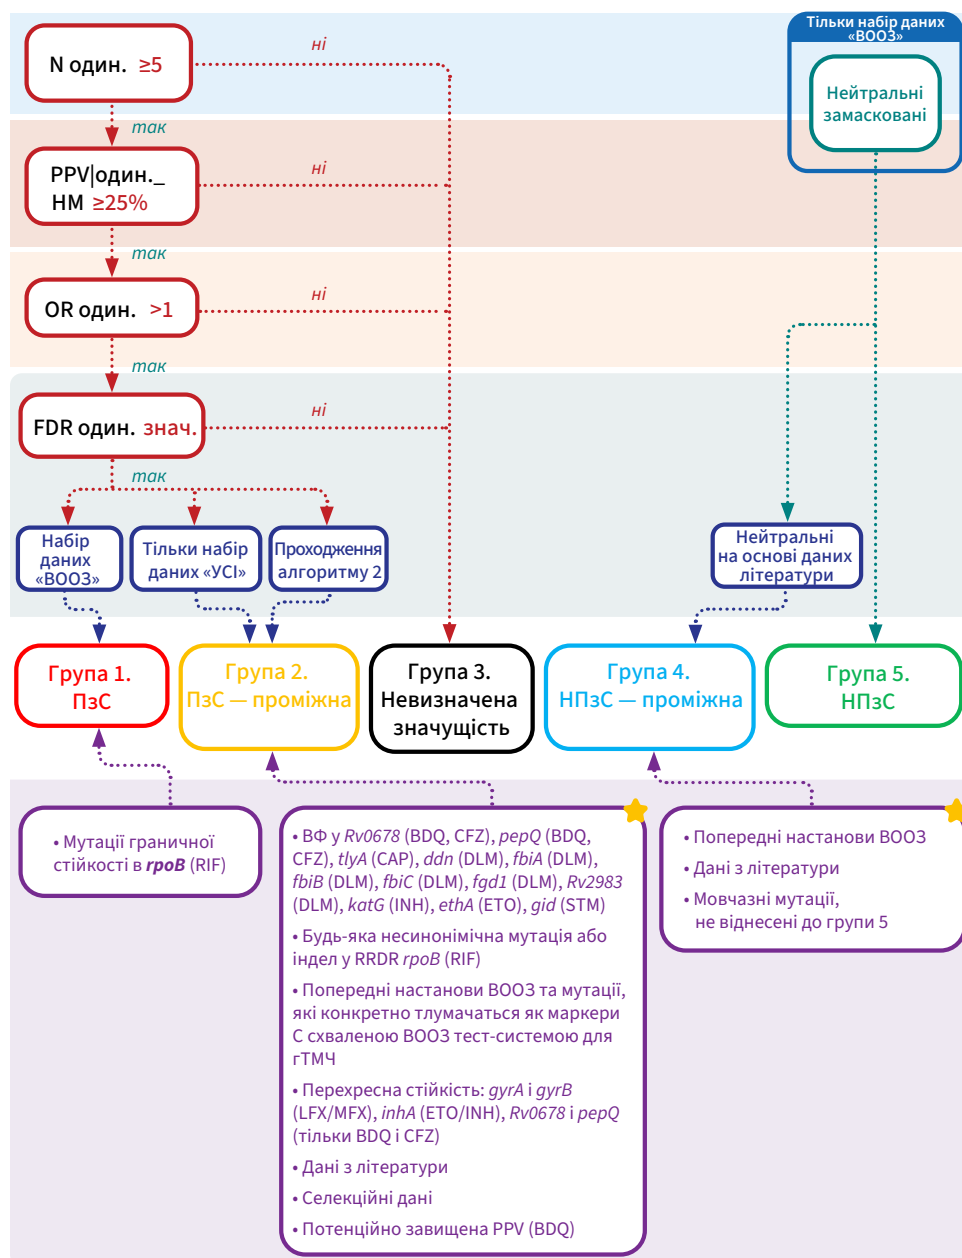 Тільки набір даних
«ВООЗ»
N один. ≥5
ні
Нейтральні
замасковані
так
PPV|один._
НМ ≥25%
ні
так
OR один. >1
ні
так
FDR один. знач.
ні
так
Набір
даних
«ВООЗ»
Тільки набір
даних «УСІ»
Проходження
алгоритму 2
Нейтральні
на основі даних
літератури
Група 1.
ПзС
Група 2.
ПзС — проміжна
Група 3.
Невизначена
значущість
Група 4.
НПзС — проміжна
Група 5.
НПзС
• Мутації граничної
стійкості в rpoB (RIF)
• ВФ у Rv0678 (BDQ, CFZ), pepQ (BDQ,
CFZ), tlyA (CAP), ddn (DLM), fbiA (DLM),
fbiB (DLM), fbiC (DLM), fgd1 (DLM), Rv2983
(DLM), katG (INH), ethA (ETO), gid (STM)
• Будь-яка несинонімічна мутація або
індел у RRDR rpoB (RIF)
• Попередні настанови ВООЗ та мутації,
які конкретно тлумачаться як маркери
С схваленою ВООЗ тест-системою для
гТМЧ
• Перехресна стійкість: gyrA і gyrB
(LFX/MFX), inhA (ETO/INH), Rv0678 і pepQ
(тільки BDQ і CFZ)
• Дані з літератури
• Селекційні дані
• Потенційно завищена PPV (BDQ)
• Попередні настанови ВООЗ
• Дані з літератури
• Мовчазні мутації,
не віднесені до групи 5